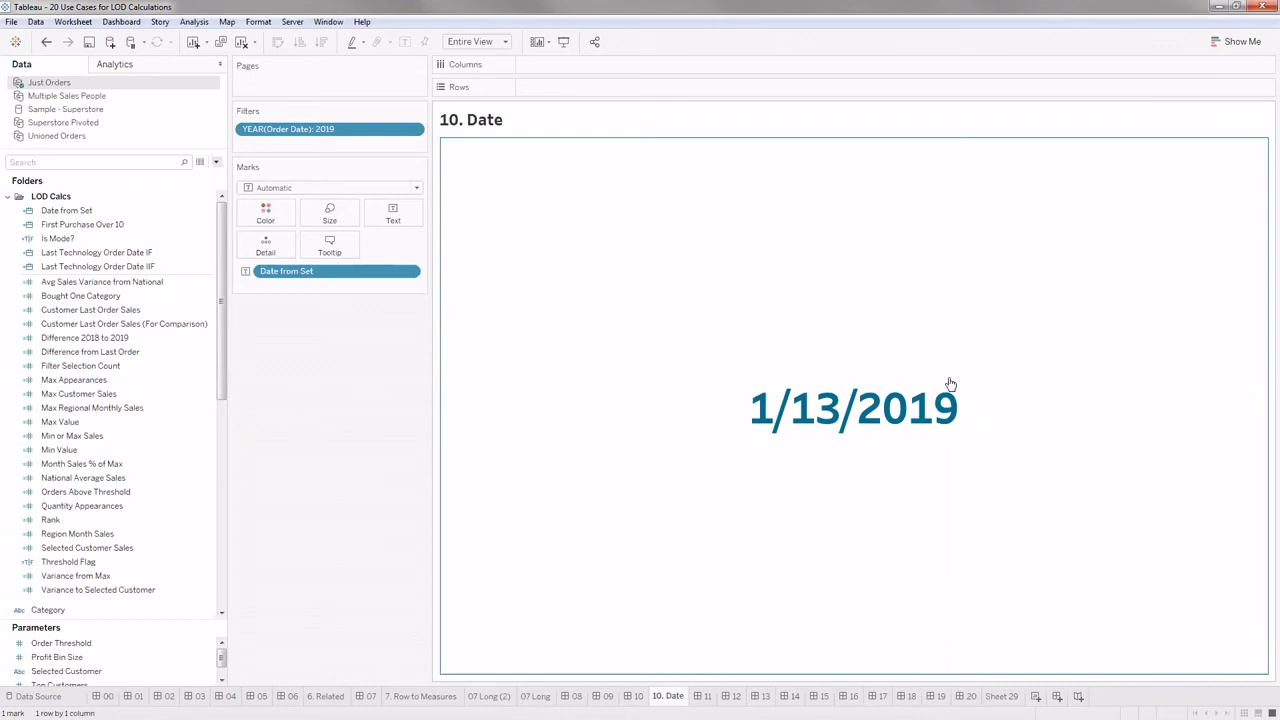 Tableau - 20 Use Cases for LOD Calculations
File Data Worksheet Dashboard Story Analysis Map Format Server Window Help
Entire View
Show Me
Data Analytics
Just Orders
Multiple Sales People
Sample - Superstore
Superstore Pivoted
Unioned Orders
Search
Folders
LOD Calcs
Date from Set
First Purchase Over 10
Is Mode?
Last Technology Order Date IF
Last Technology Order Date IIF
Avg Sales Variance from National
Bought One Category
Customer Last Order Sales
Customer Last Order Sales (For Comparison)
Difference 2018 to 2019
Difference from Last Order
Filter Selection Count
Max Appearances
Max Customer Sales
Max Regional Monthly Sales
Max Value
Min or Max Sales
Min Value
Month Sales % of Max
National Average Sales
Orders Above Threshold
Quantity Appearances
Rank
Region Month Sales
Selected Customer Sales
Threshold Flag
Variance from Max
Variance to Selected Customer
Abc Category
Parameters
Order Threshold
Profit Bin Size
Abc Selected Customer
Top Customers
Pages
Filters
YEAR(Order Date): 2019
Marks
Automatic
Color Size Text
Detail Tooltip
Date from Set
Columns
Rows
10. Date
1/13/2019
Data Source 00 01 02 03 04 05 06 6. Related 07 7. Row to Measures 07 Long (2) 07 Long 08 09 10 10. Date 11 12 13 14 15 16 17 18 19 20 Sheet 29
1 mark 1 row by 1 column